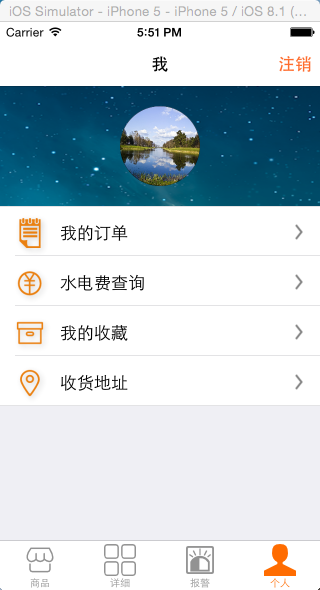 iOS Simulator - iPhone 5 - iPhone 5 / iOS 8.1 (...
Carrier 5:51 PM
我 注销
我的订单
水电费查询
我的收藏
收货地址
商品 详细 报警 个人